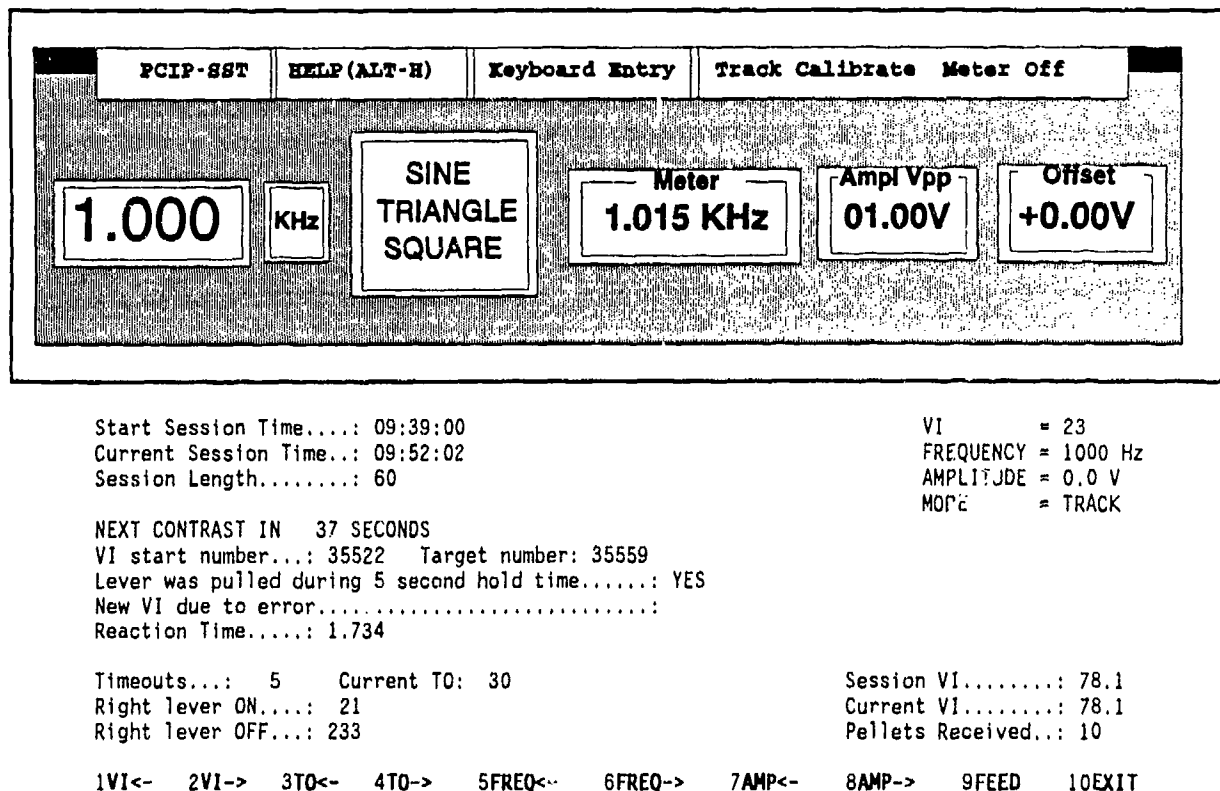 PCIP-SST HELP(ALT-H) Keyboard Entry Track Calibrate Meter Off
1.000 KHz
SINE
TRIANGLE
SQUARE
Meter
1.015 KHz
Ampl Vpp
01.00V
Offset
+0.00V
Start Session Time....: 09:39:00
Current Session Time..: 09:52:02
Session Length........: 60
VI = 23
FREQUENCY = 1000 Hz
AMPLITUDE = 0.0 V
MODE = TRACK
NEXT CONTRAST IN 37 SECONDS
VI start number...: 35522 Target number: 35559
Lever was pulled during 5 second hold time......: YES
New VI due to error.............................:
Reaction Time.....: 1.734
Timeouts...: 5 Current TO: 30
Right lever ON....: 21
Right lever OFF...: 233
Session VI........: 78.1
Current VI........: 78.1
Pellets Received..: 10
1VI<- 2VI-> 3TO<- 4TO-> 5FREQ<- 6FREQ-> 7AMP<- 8AMP-> 9FEED 10EXIT